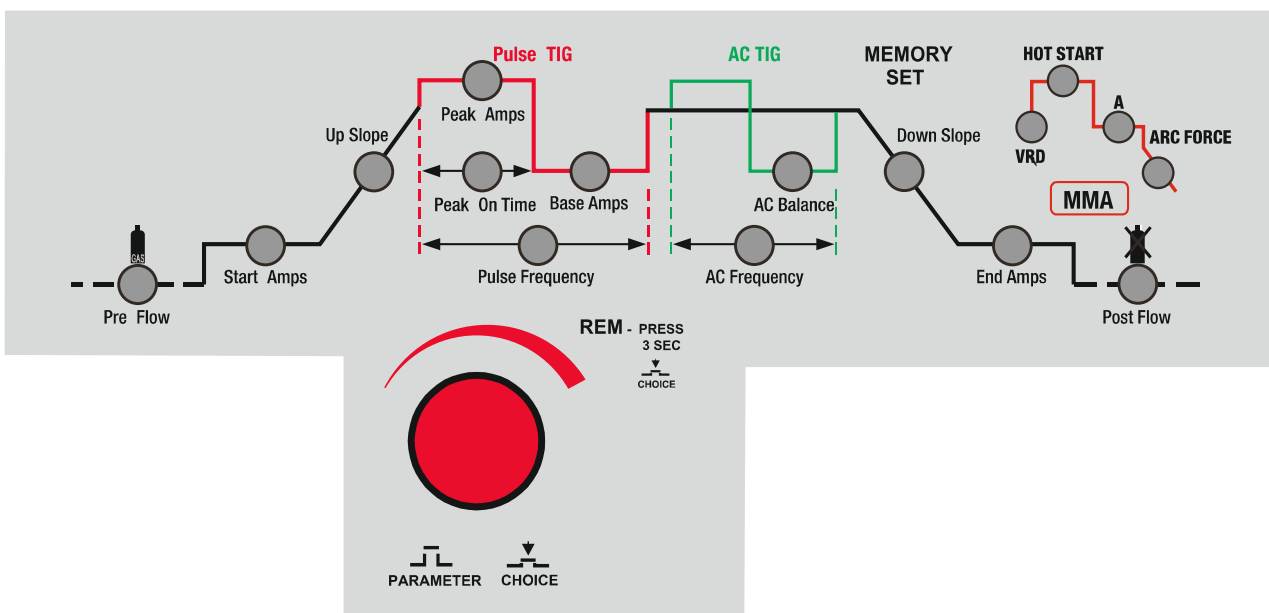 Pulse TIG
AC TIG
MEMORY
SET
HOT START
Peak Amps
A
Up Slope
Down Slope
ARC FORCE
VRD
Peak On Time
Base Amps
AC Balance
MMA
GAS
Start Amps
Pulse Frequency
AC Frequency
End Amps
Pre Flow
Post Flow
REM - PRESS
3 SEC
CHOICE
PARAMETER
CHOICE